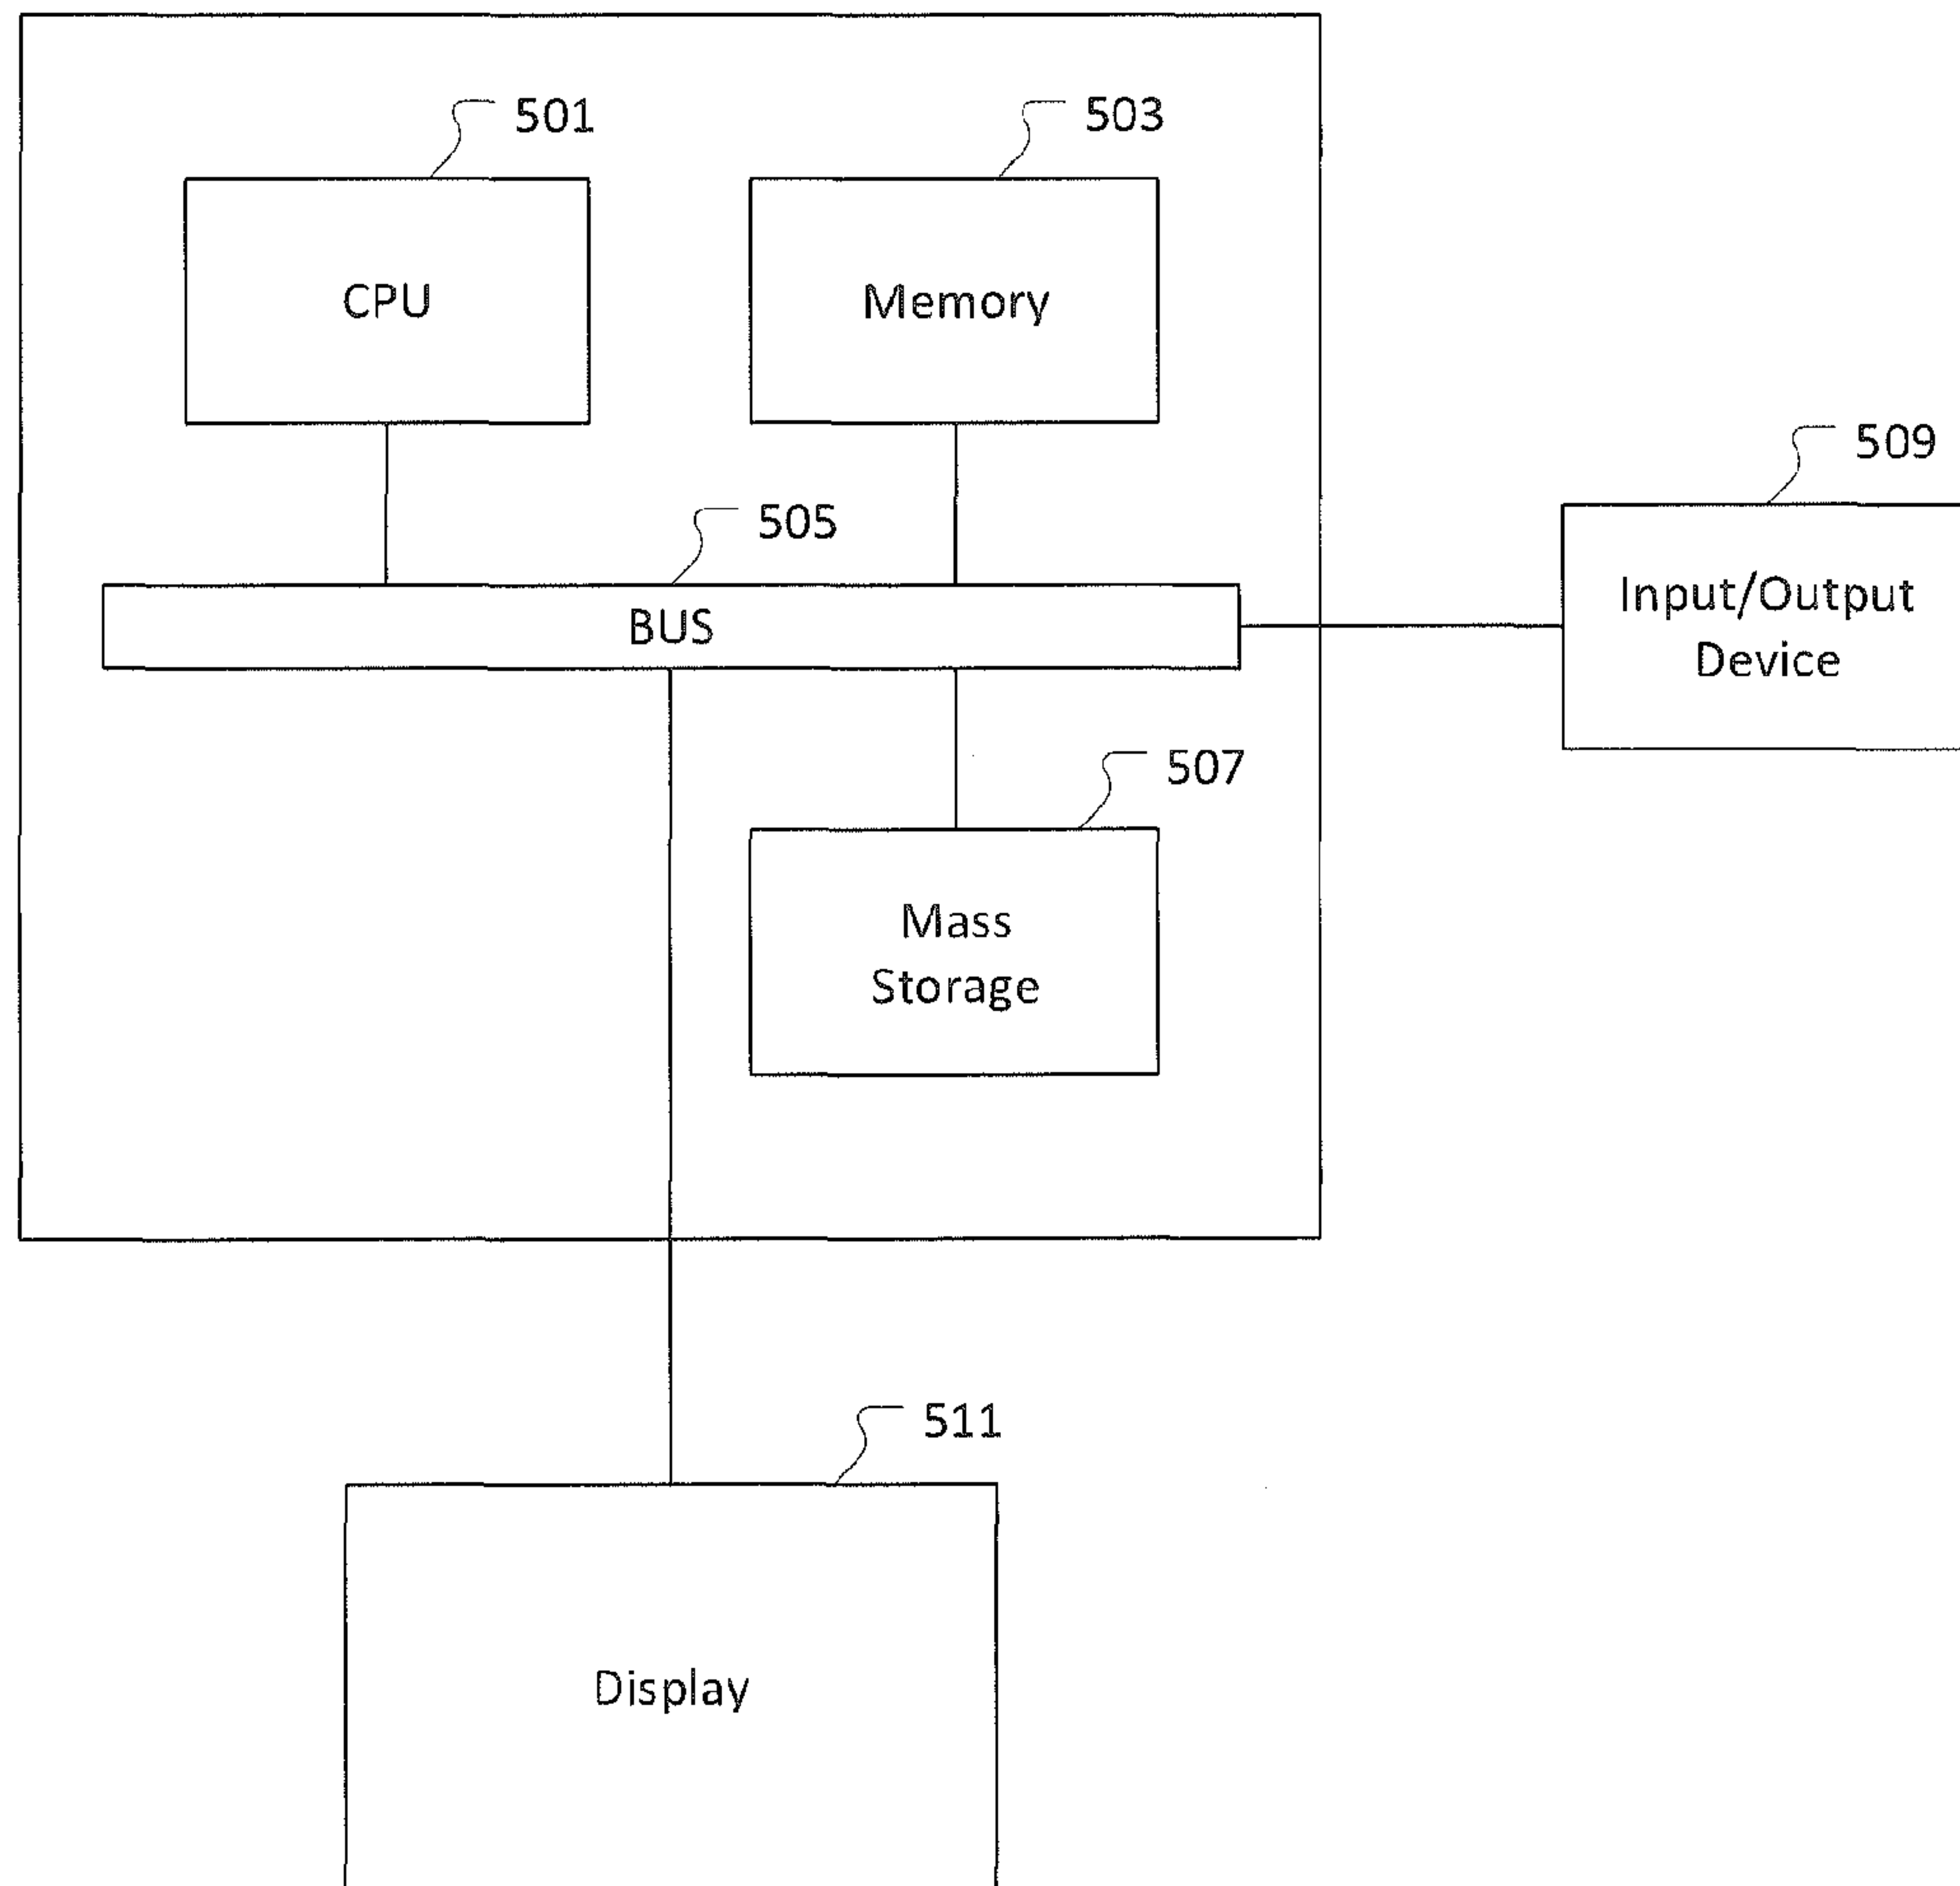 501
503
CPU
Memory
509
505
Input/Output
Device
BUS
507
Mass
Storage
511
Display